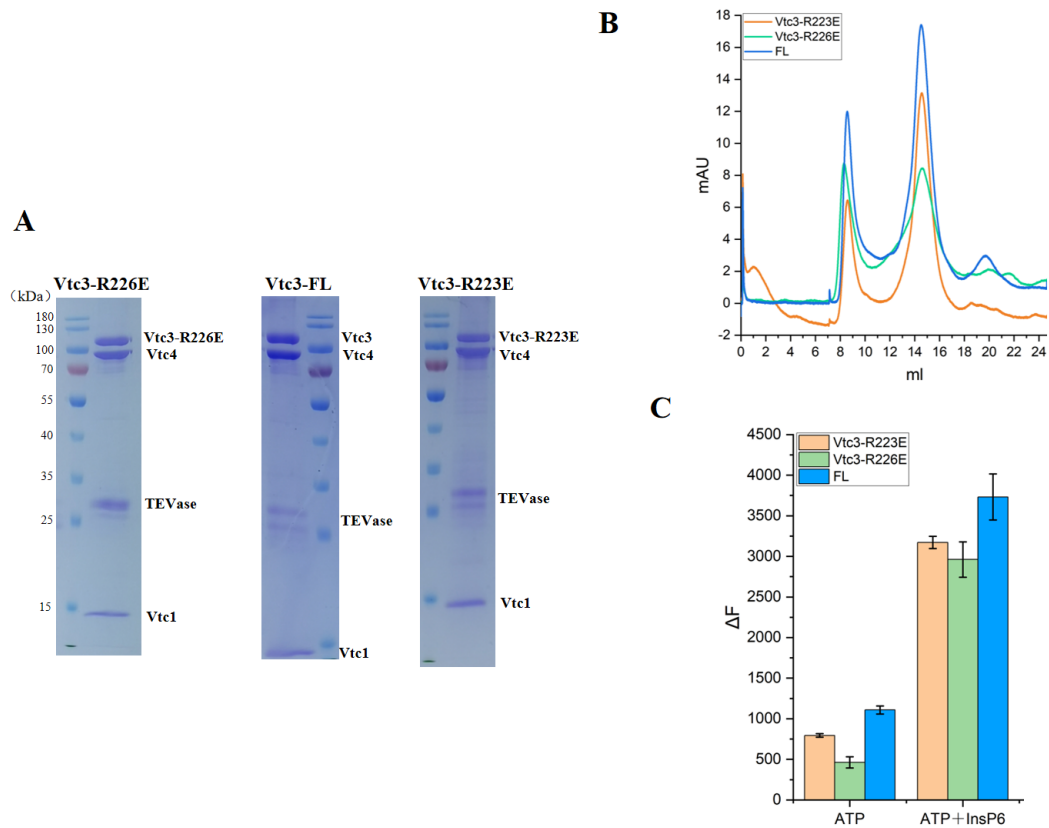 A
Vtc3-R226E
Vtc3-FL
Vtc3-R223E
(kDa)
180
130
100
70
55
40
35
25
15
Vtc3-R226E
Vtc4
TEVase
Vtc1
Vtc3
Vtc4
TEVase
Vtc1
Vtc3-R223E
Vtc4
TEVase
Vtc1
B
Vtc3-R223E
Vtc3-R226E
FL
18
16
14
12
10
8
6
4
2
0
-2
mAU
0 2 4 6 8 10 12 14 16 18 20 22 24
ml
C
Vtc3-R223E
Vtc3-R226E
FL
4500
4000
3500
3000
2500
2000
1500
1000
500
0
ΔF
ATP ATP+InsP6